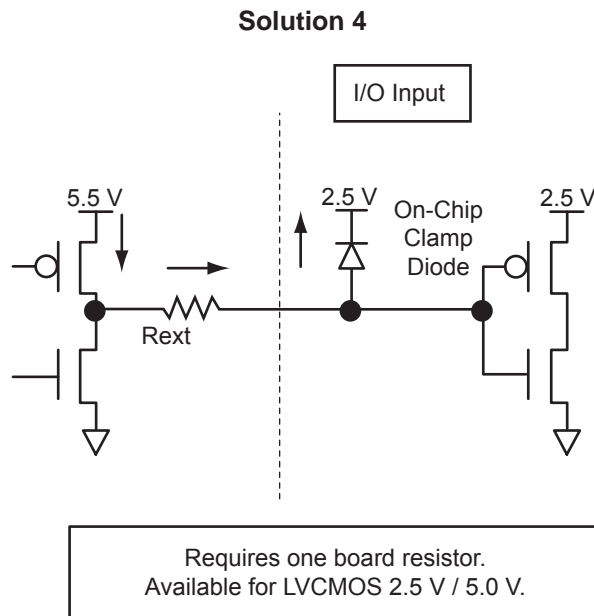 Solution 4
I/O Input
5.5 V
2.5 V
On-Chip
Clamp
Diode
2.5 V
Rext
Requires one board resistor.
Available for LVCMOS 2.5 V / 5.0 V.